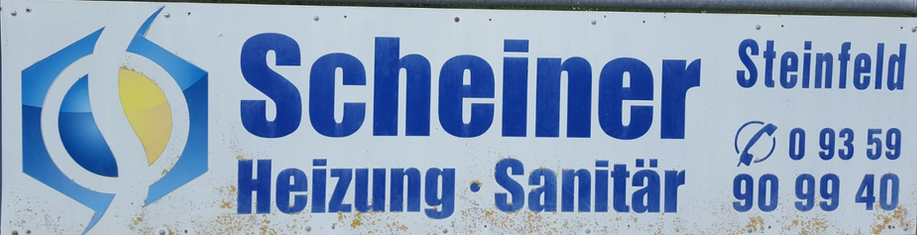 Scheiner
Heizung · Sanitär
Steinfeld
0 93 59
90 99 40